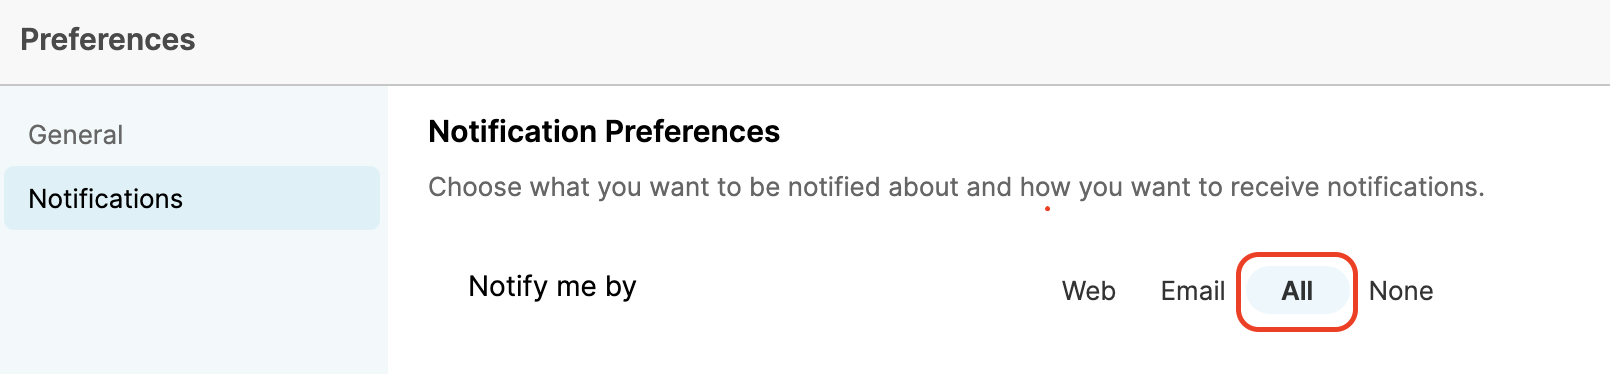 Preferences
General
Notifications
Notification Preferences
Choose what you want to be notified about and how you want to receive notifications.
Notify me by
Web Email All None